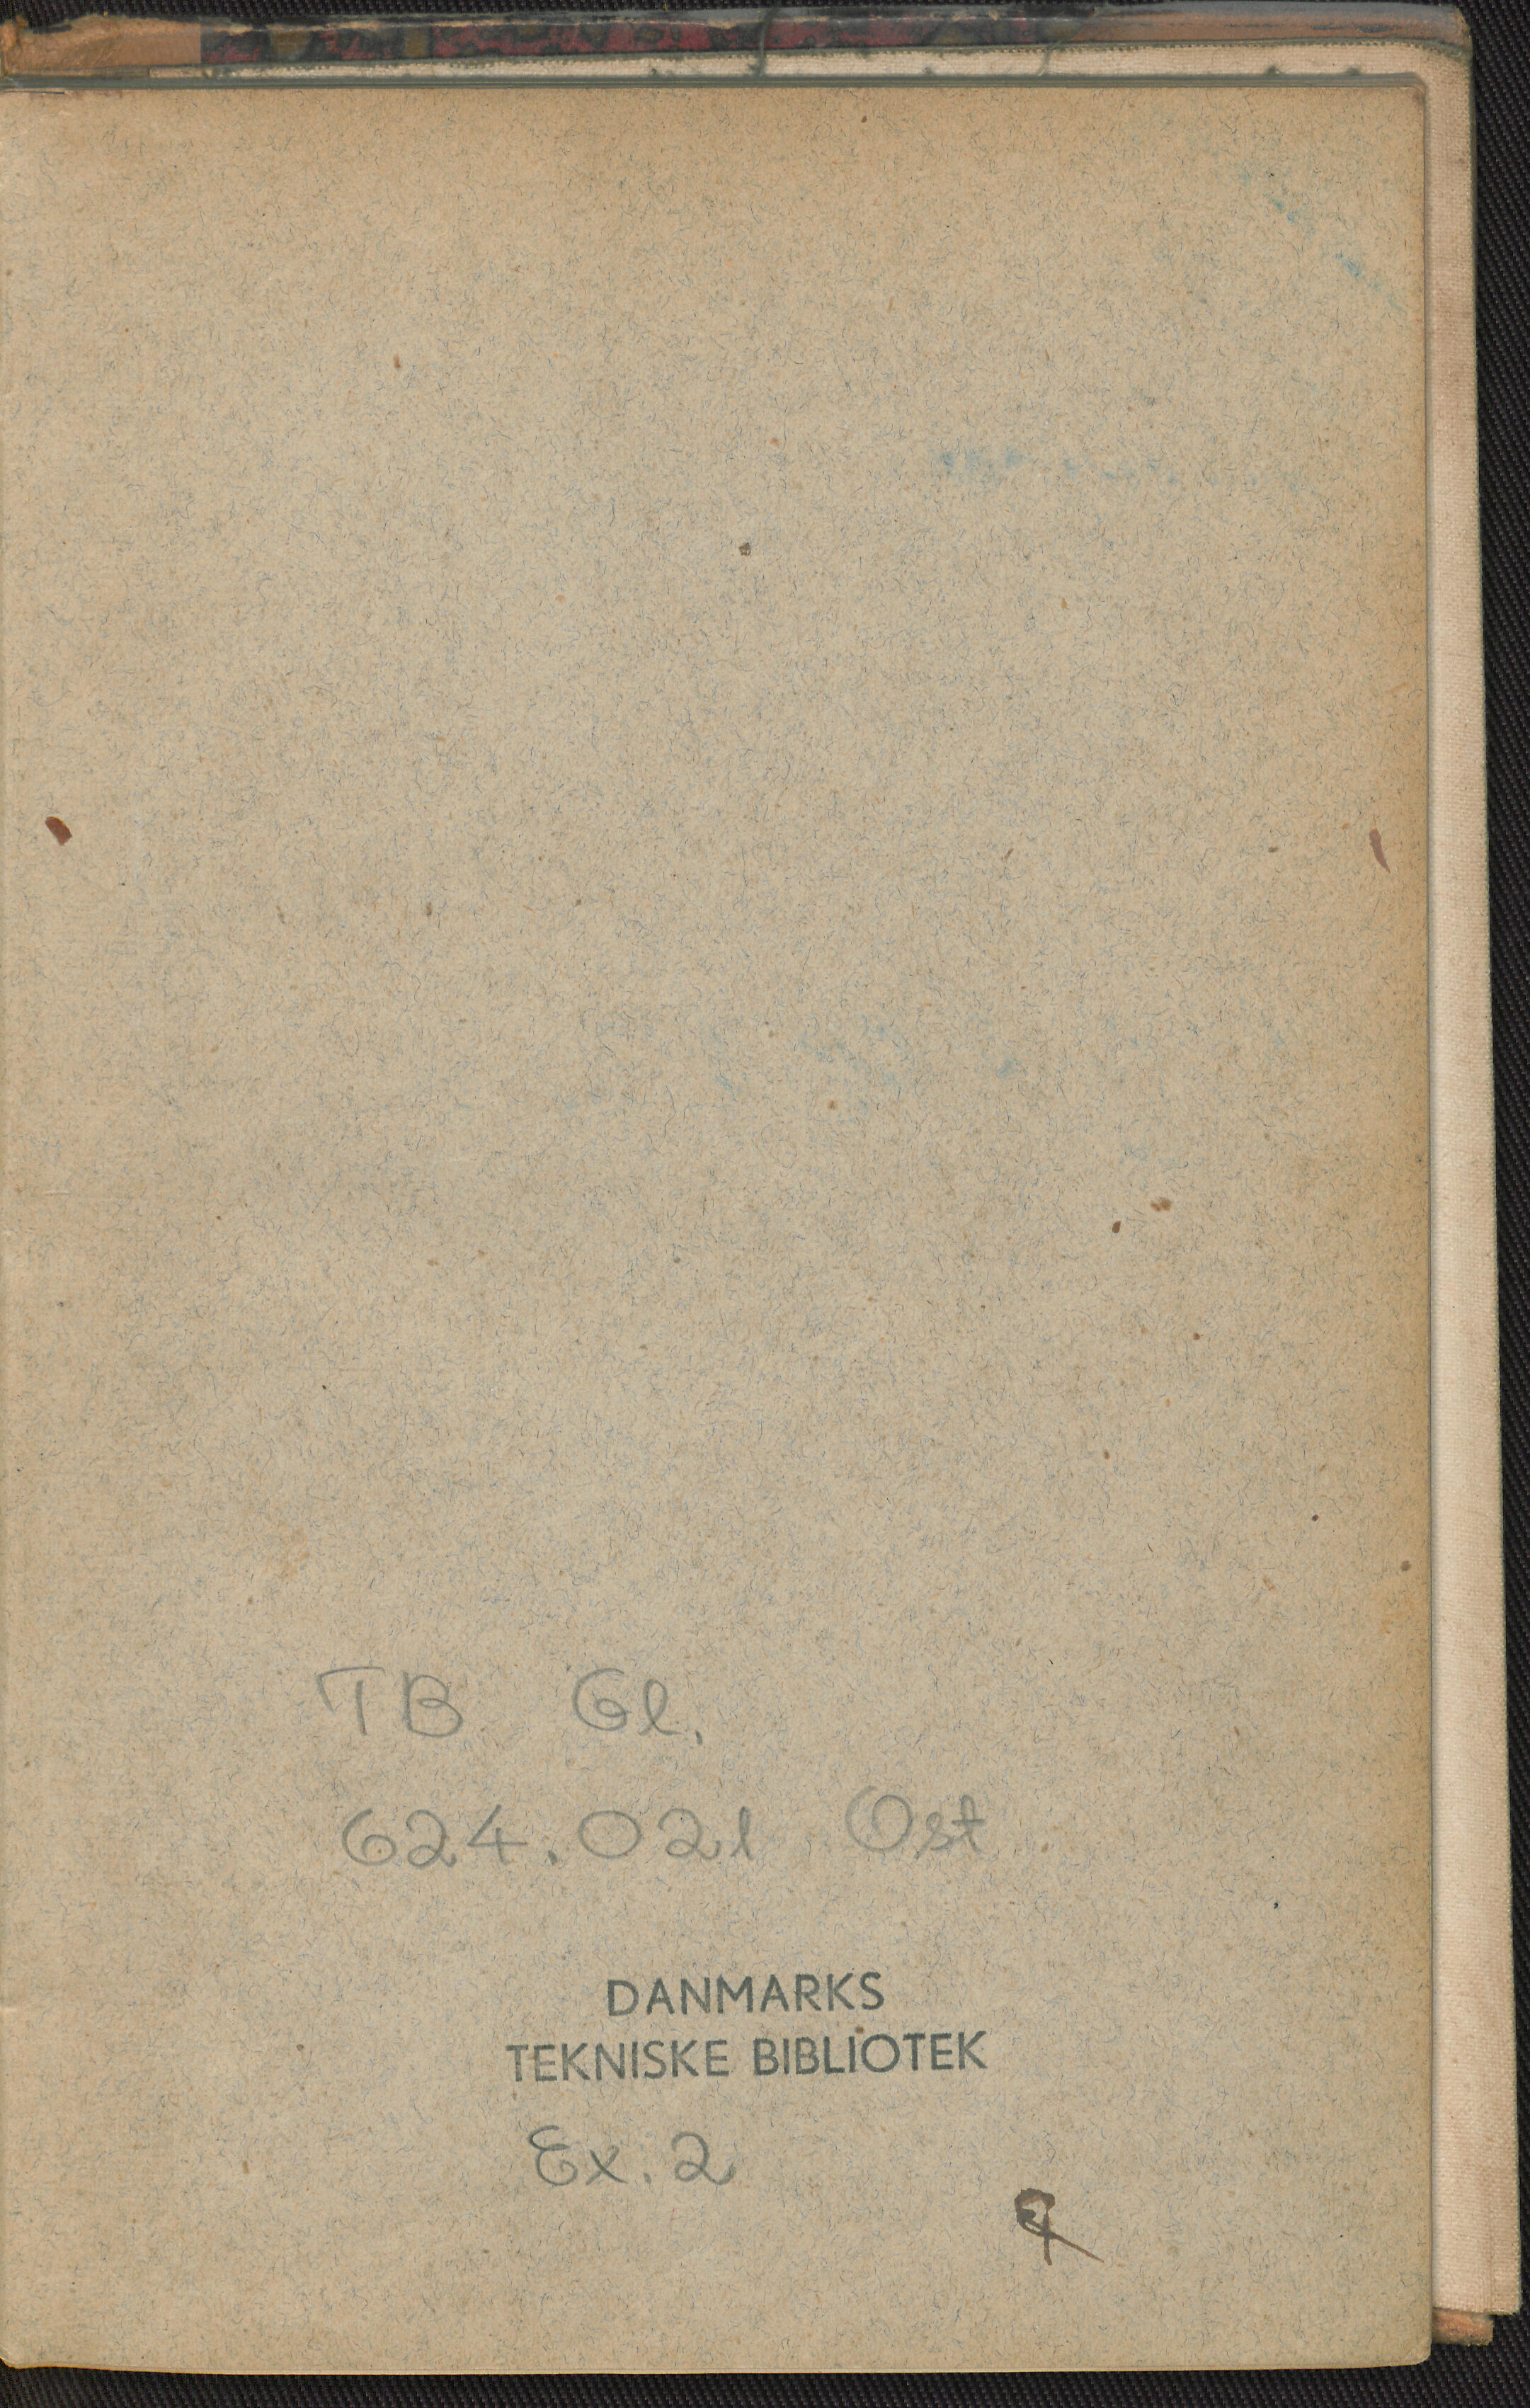 TB Gl.
624.021 Ost
DANMARKS
TEKNISKE BIBLIOTEK
Ex. 2